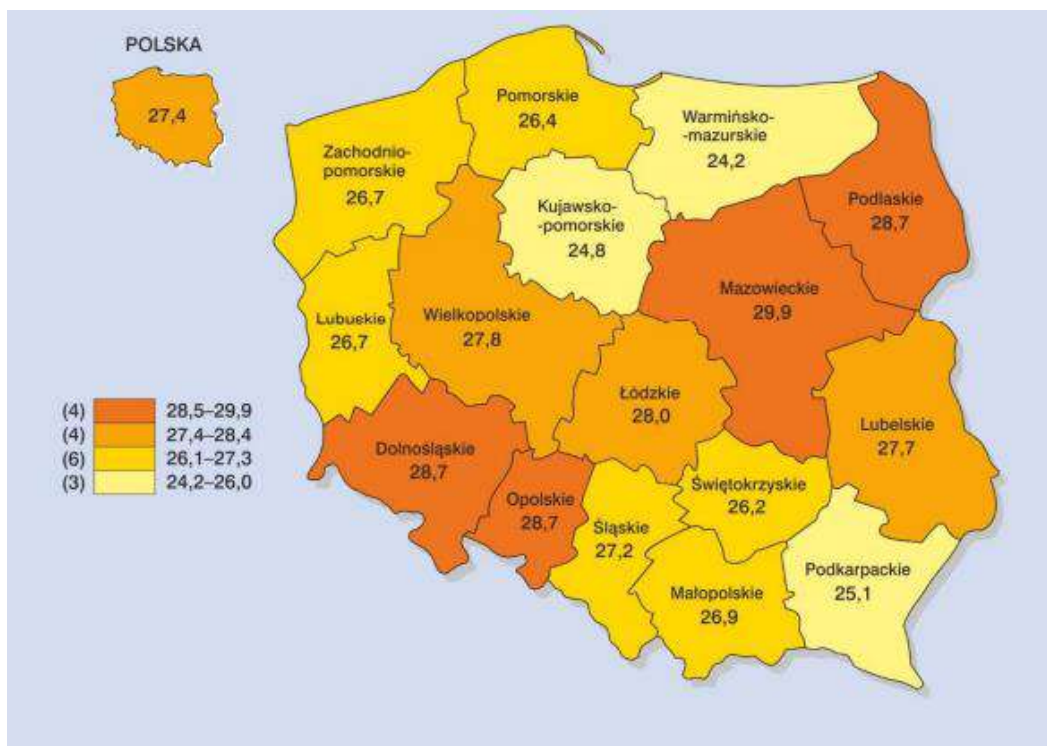 POLSKA
27,4
Pomorskie
26,4
Warmińsko-
-mazurskie
24,2
Zachodnio-
pomorskie
26,7
Kujawsko-
-pomorskie
24,8
Podlaskie
28,7
Mazowieckie
29,9
Lubuskie
26,7
Wielkopolskie
27,8
Łódzkie
28,0
Lubelskie
27,7
(4) 28,5–29,9
(4) 27,4–28,4
(6) 26,1–27,3
(3) 24,2–26,0
Dolnośląskie
28,7
Opolskie
28,7
Śląskie
27,2
Świętokrzyskie
26,2
Małopolskie
26,9
Podkarpackie
25,1